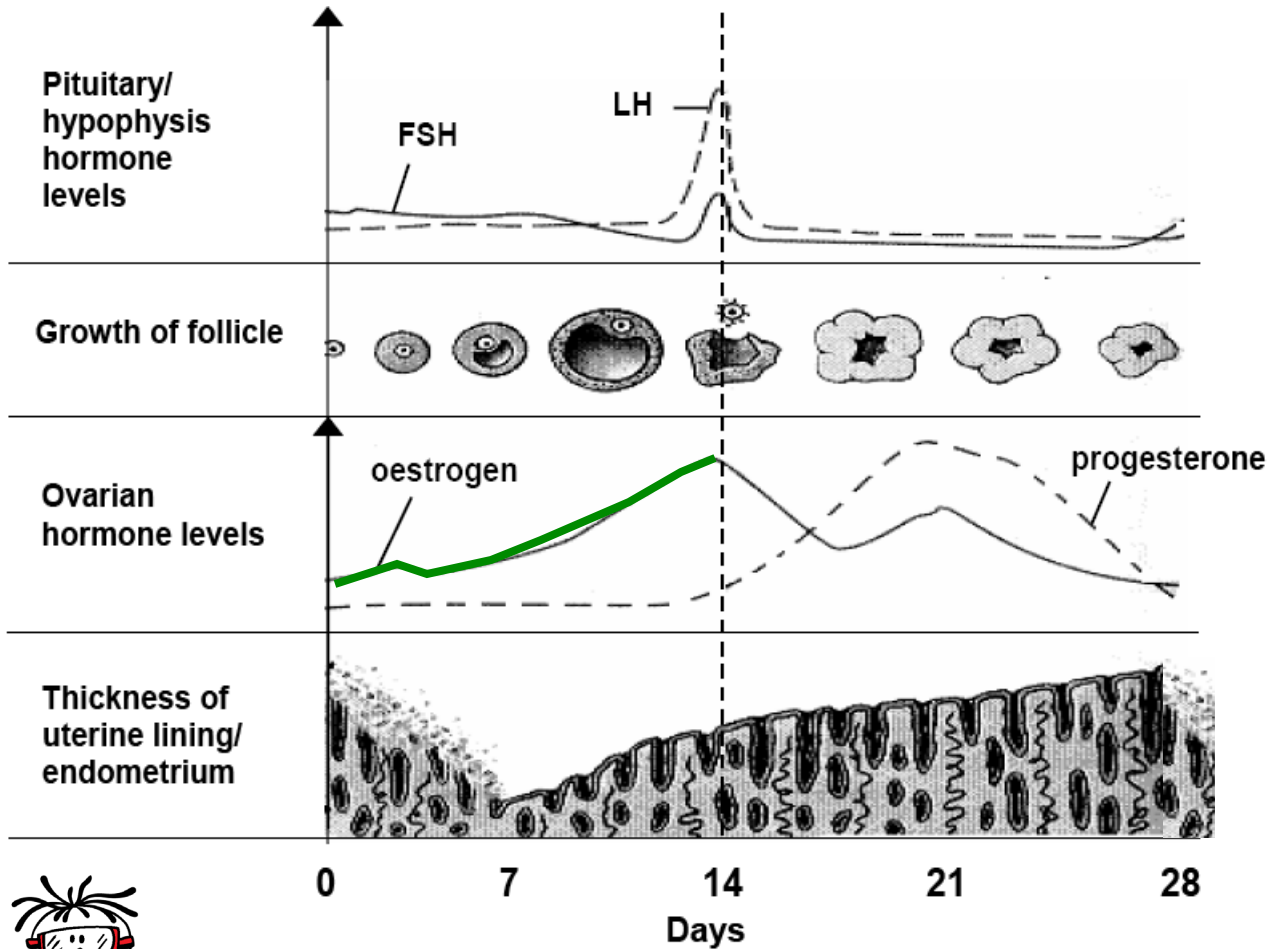 Pituitary/
hypophysis
hormone
levels
FSH
LH
Growth of follicle
Ovarian
hormone levels
oestrogen
progesterone
Thickness of
uterine lining/
endometrium
0 7 14 21 28
Days